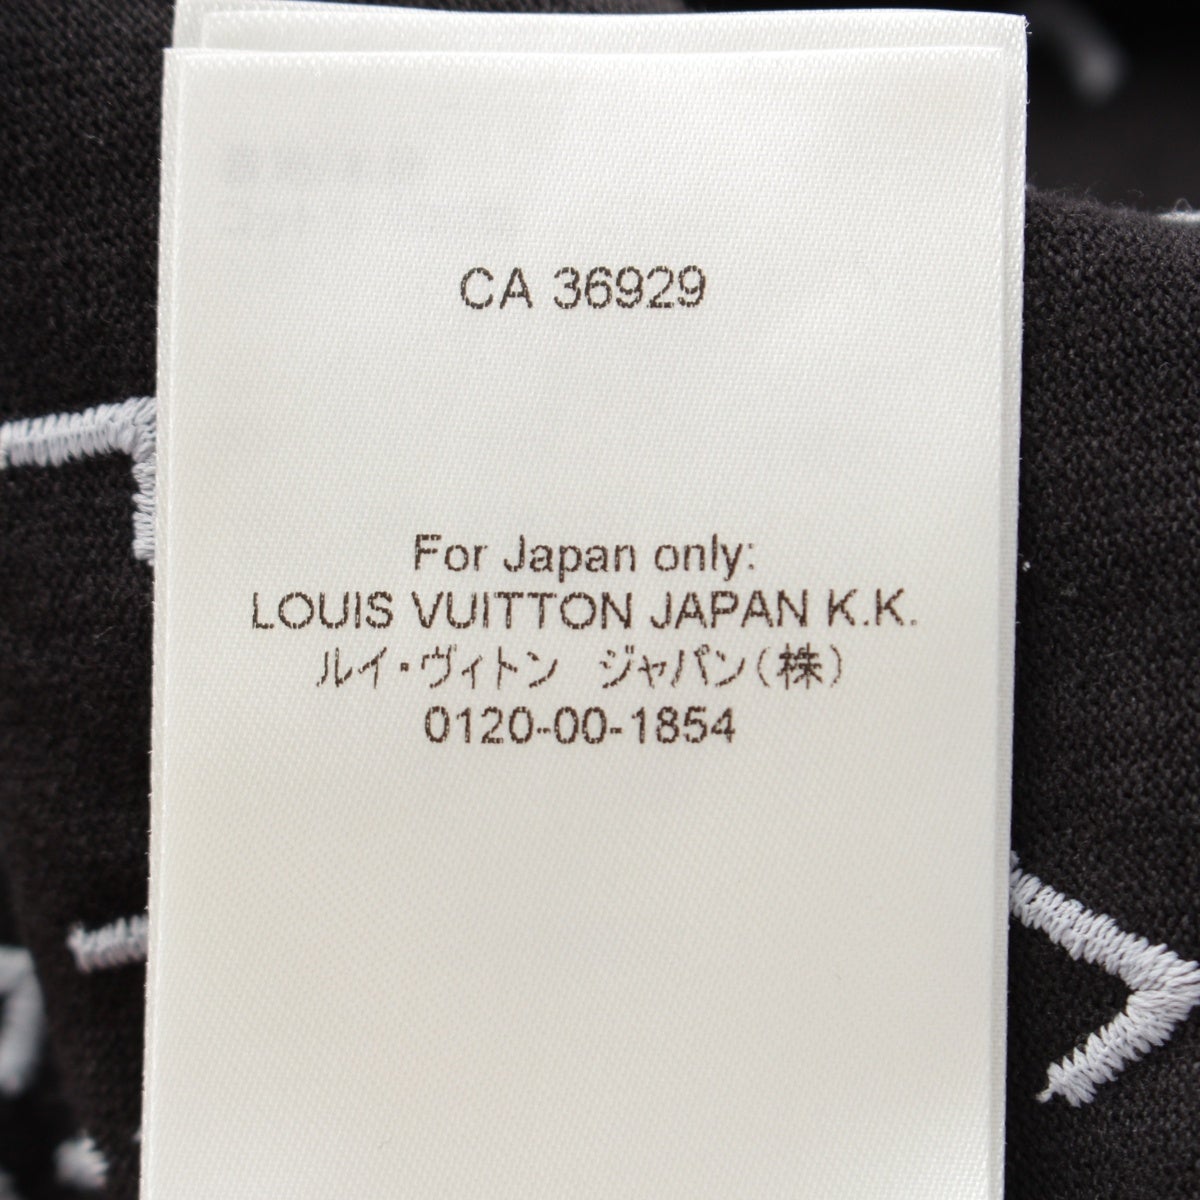 CA 36929
For Japan only:
LOUIS VUITTON JAPAN K.K.
ルイ・ヴィトン　ジャパン(株)
0120-00-1854